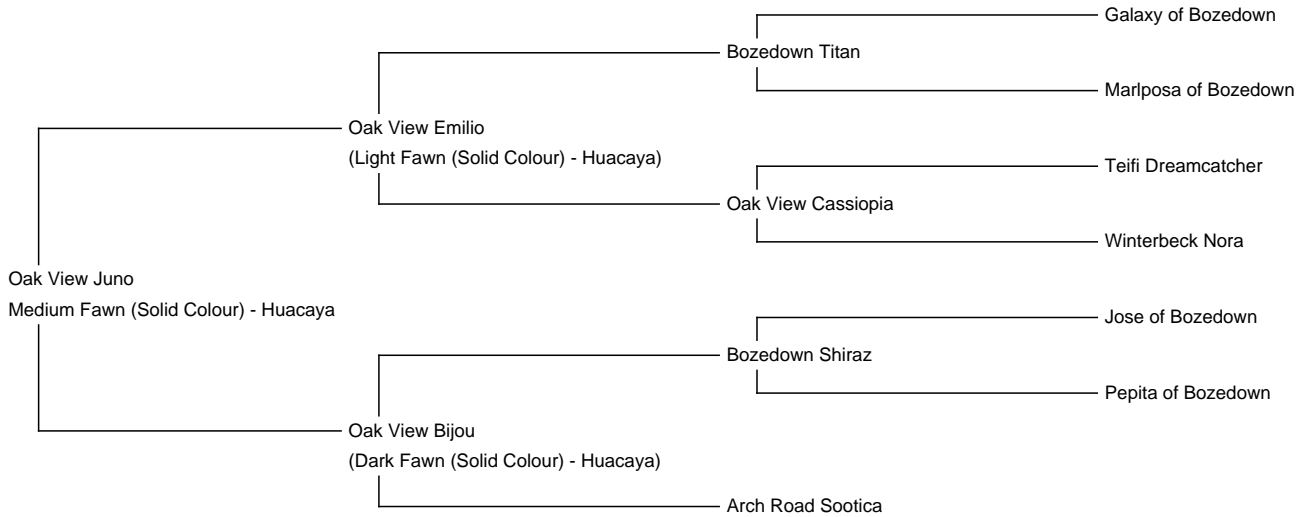 Galaxy of Bozedown
Bozedown Titan
Marlposa of Bozedown
Oak View Emilio
(Light Fawn (Solid Colour) - Huacaya)
Teifi Dreamcatcher
Oak View Cassiopia
Winterbeck Nora
Oak View Juno
Medium Fawn (Solid Colour) - Huacaya
Jose of Bozedown
Bozedown Shiraz
Pepita of Bozedown
Oak View Bijou
(Dark Fawn (Solid Colour) - Huacaya)
Arch Road Sootica